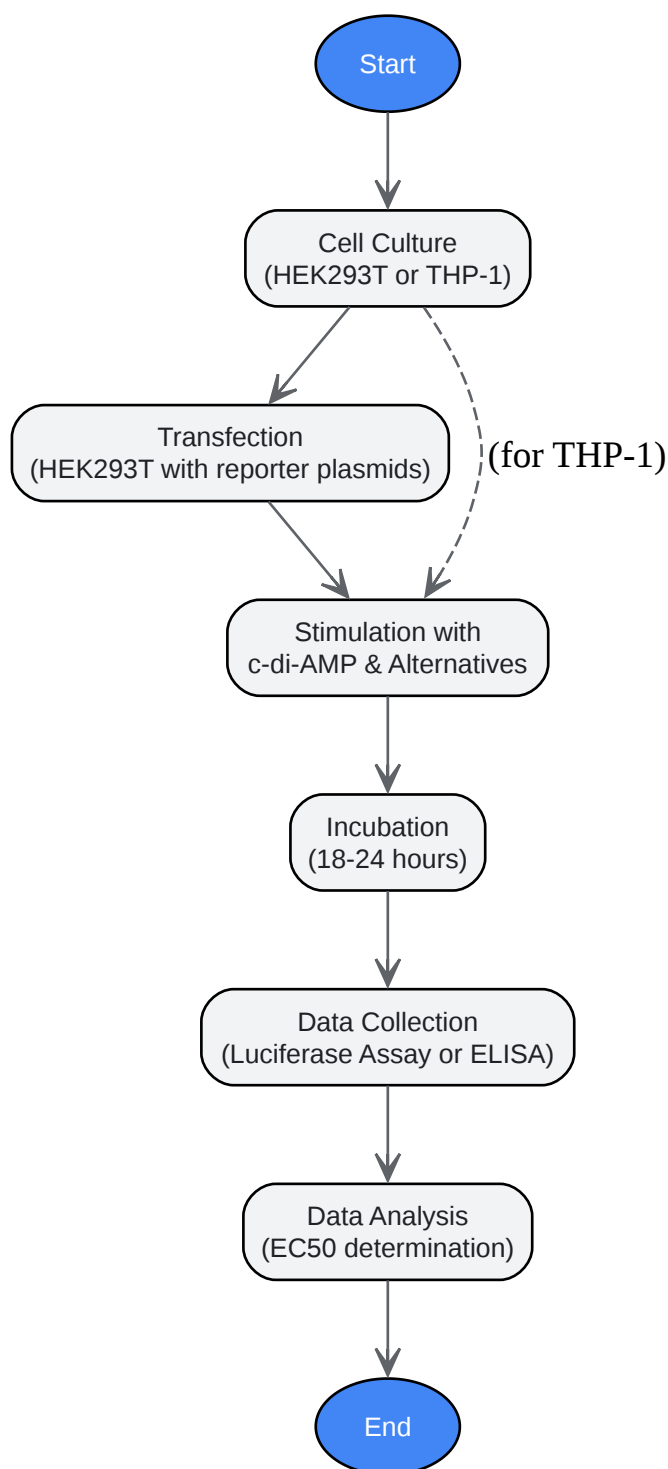 Start
Cell Culture
(HEK293T or THP-1)
Transfection
(HEK293T with reporter plasmids)
(for THP-1)
Stimulation with
c-di-AMP & Alternatives
Incubation
(18-24 hours)
Data Collection
(Luciferase Assay or ELISA)
Data Analysis
(EC50 determination)
End